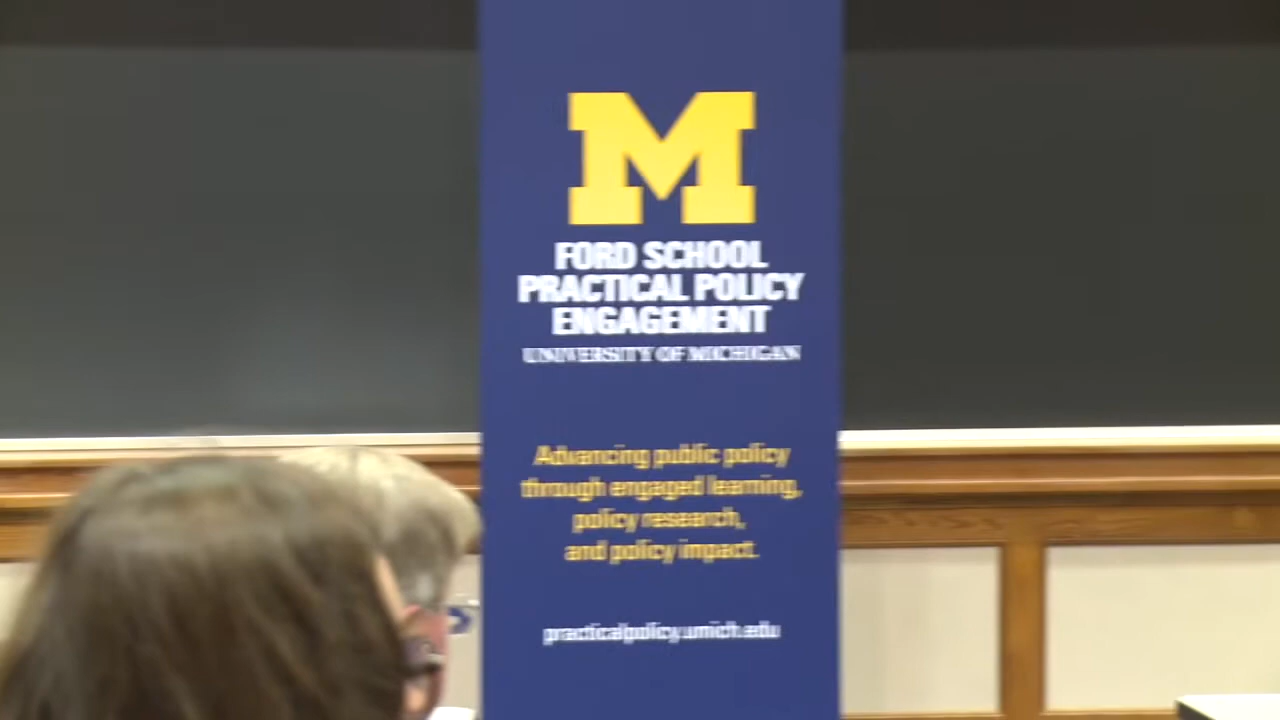 M
FORD SCHOOL
PRACTICAL POLICY
ENGAGEMENT
UNIVERSITY OF MICHIGAN
Advancing public policy
through engaged learning,
policy research,
and policy impact.
practicalpolicy.umich.edu